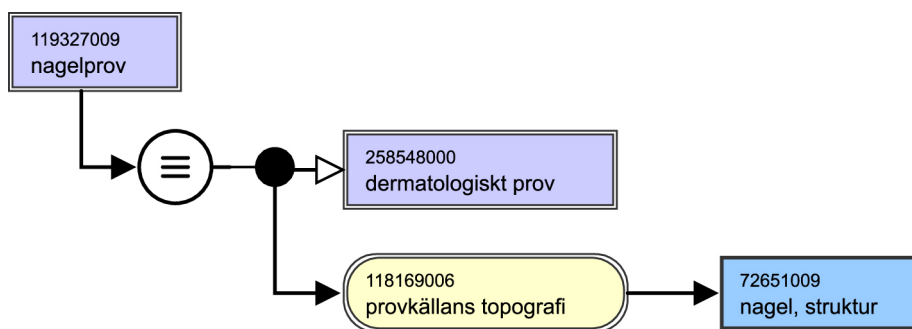 119327009
nagelprov
258548000
dermatologiskt prov
118169006
provkällans topografi
72651009
nagel, struktur